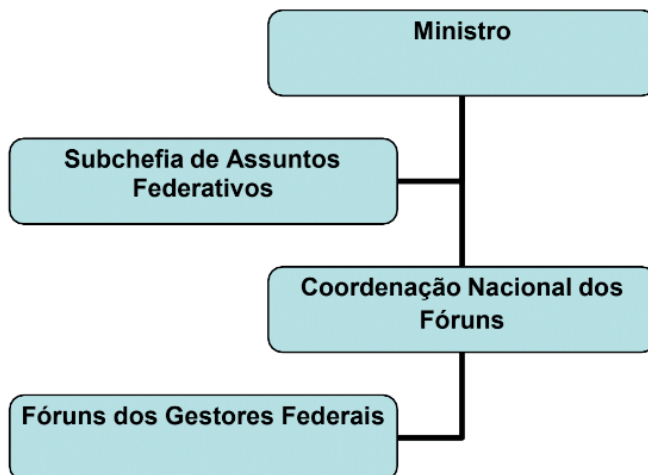 Ministro
Subchefia de Assuntos
Federativos
Coordenação Nacional dos
Fóruns
Fóruns dos Gestores Federais